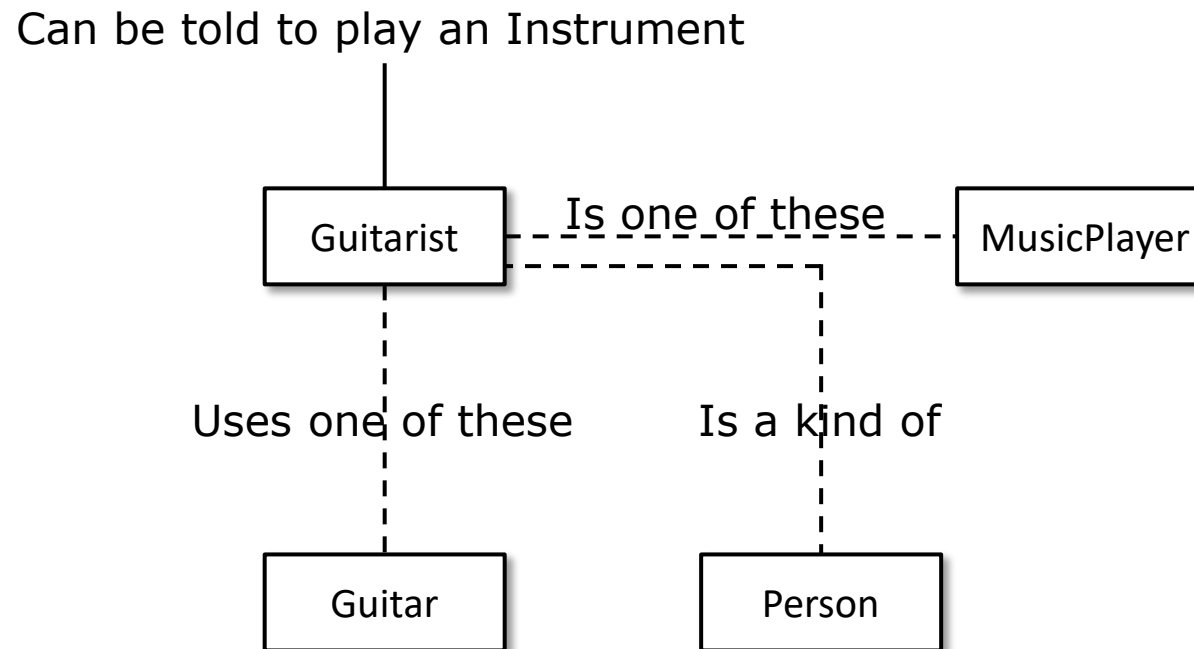 Can be told to play an Instrument
Guitarist
Is one of these
MusicPlayer
Uses one of these
Is a kind of
Guitar
Person